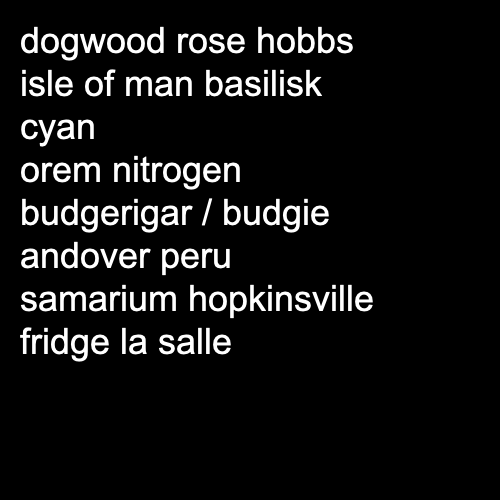 dogwood rose hobbs
isle of man basilisk
cyan
orem nitrogen
budgerigar / budgie
andover peru
samarium hopkinsville
fridge la salle